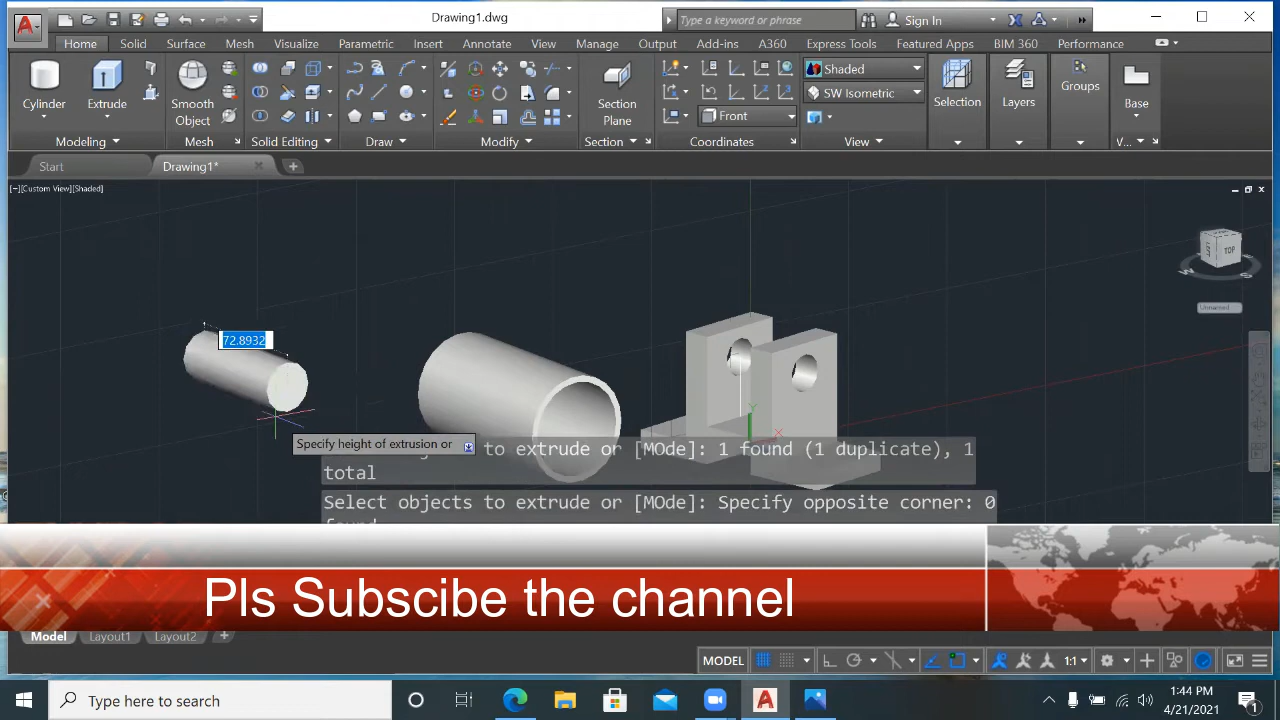 Drawing1.dwg
Type a keyword or phrase
Sign In
Home Solid Surface Mesh Visualize Parametric Insert Annotate View Manage Output Add-ins A360 Express Tools Featured Apps BIM 360 Performance
Cylinder
Extrude
Smooth
Object
Section
Plane
Shaded
SW Isometric
Front
Selection
Layers
Groups
Base
Modeling
Mesh
Solid Editing
Draw
Modify
Section
Coordinates
View
V...
Start
Drawing1*
[−][Custom View][Shaded]
LEFT
TOP
W
S
Unnamed
72.8932
Y
X
Specify height of extrusion or
to extrude or [MOde]: 1 found (1 duplicate), 1
total
Select objects to extrude or [MOde]: Specify opposite corner: 0
found
Pls Subscibe the channel
Model Layout1 Layout2
MODEL
1:1
Type here to search
1:44 PM
4/21/2021
1